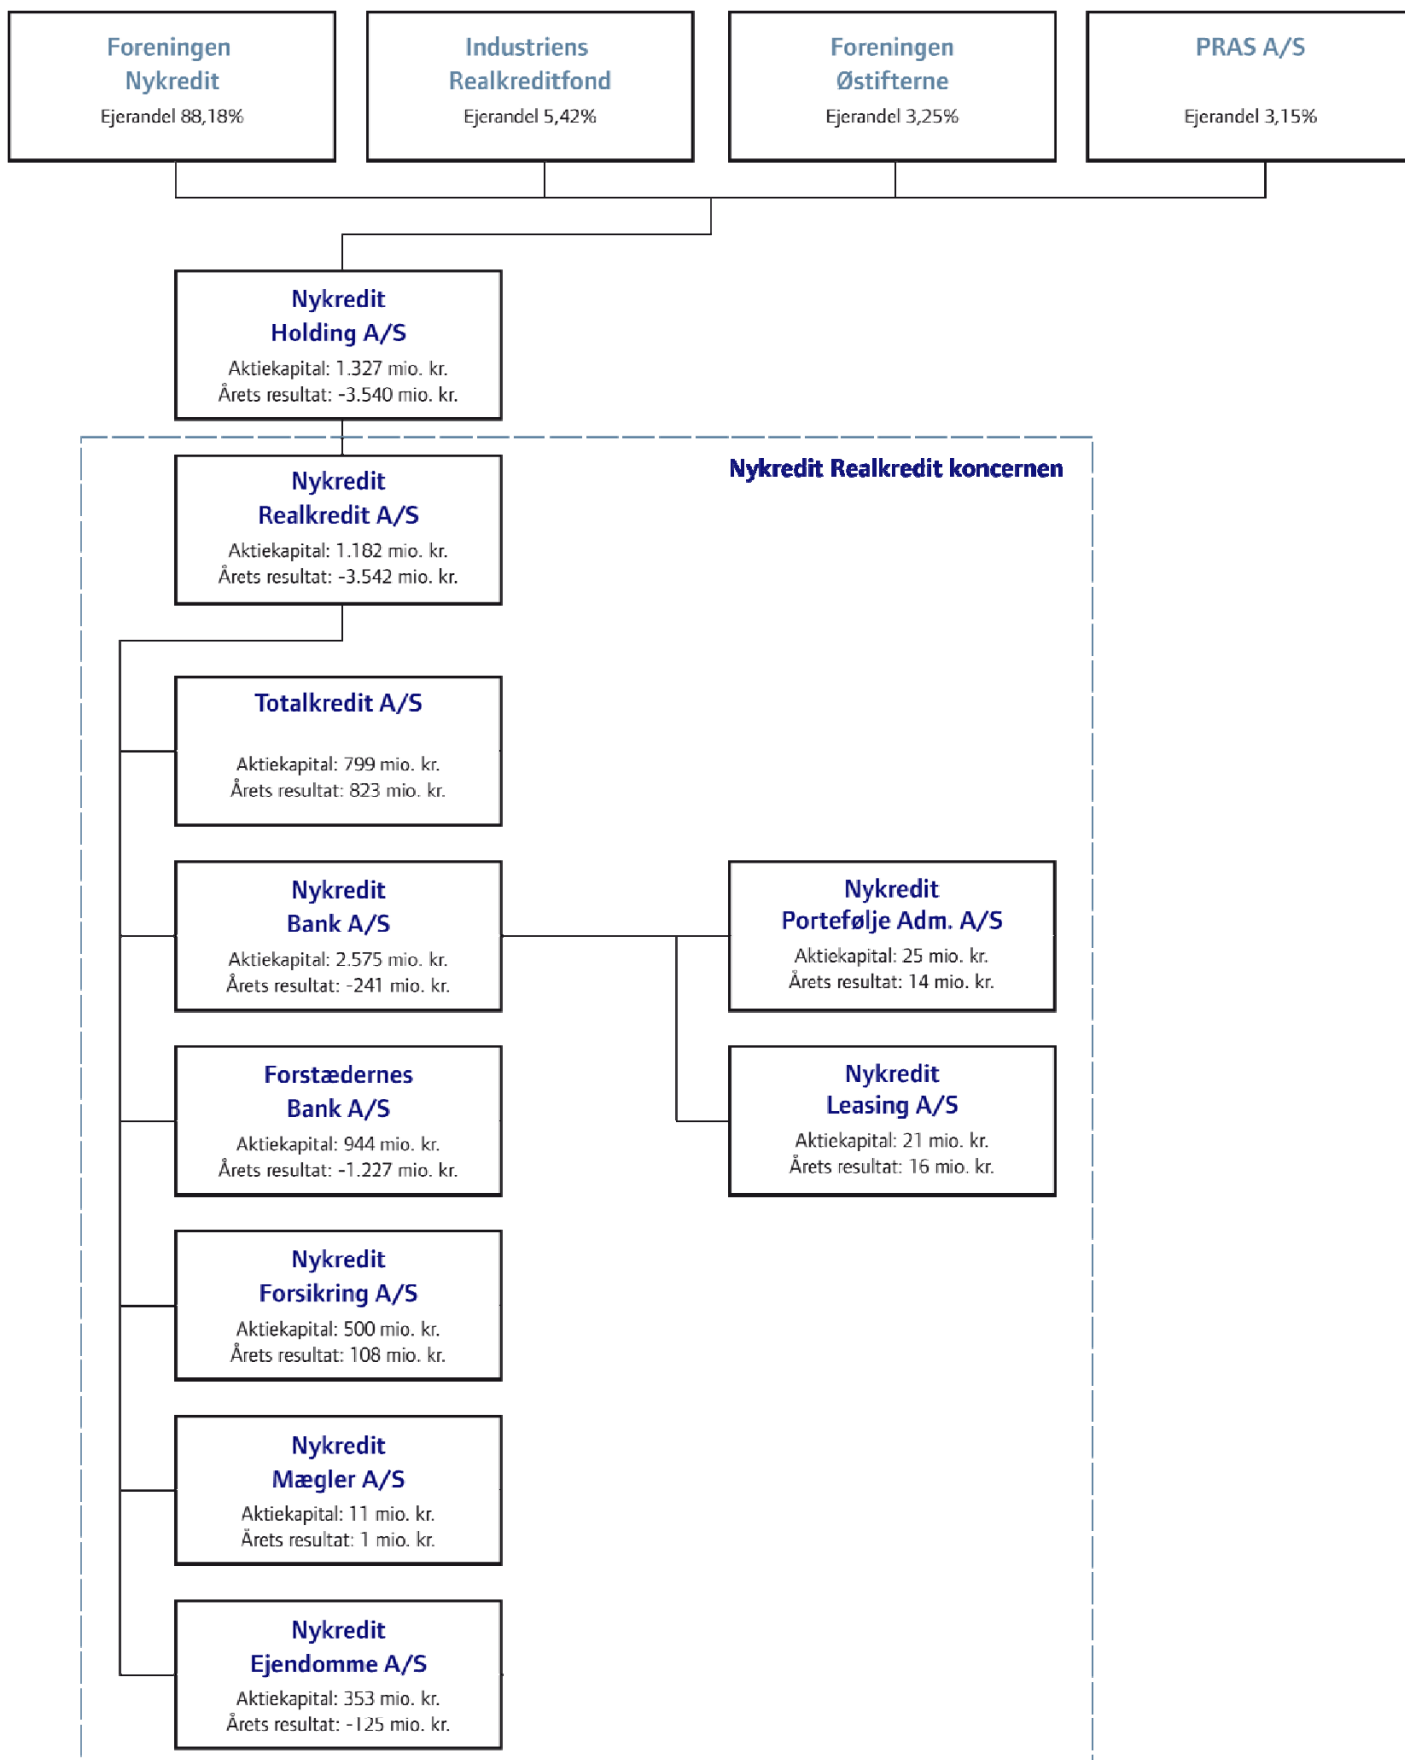 Foreningen
Nykredit
Ejerandel 88,18%
Industriens
Realkreditfond
Ejerandel 5,42%
Foreningen
Østifterne
Ejerandel 3,25%
PRAS A/S
Ejerandel 3,15%
Nykredit
Holding A/S
Aktiekapital: 1.327 mio. kr.
Årets resultat: -3.540 mio. kr.
Nykredit Realkredit koncernen
Nykredit
Realkredit A/S
Aktiekapital: 1.182 mio. kr.
Årets resultat: -3.542 mio. kr.
Totalkredit A/S
Aktiekapital: 799 mio. kr.
Årets resultat: 823 mio. kr.
Nykredit
Bank A/S
Aktiekapital: 2.575 mio. kr.
Årets resultat: -241 mio. kr.
Nykredit
Portefølje Adm. A/S
Aktiekapital: 25 mio. kr.
Årets resultat: 14 mio. kr.
Forstædernes
Bank A/S
Aktiekapital: 944 mio. kr.
Årets resultat: -1.227 mio. kr.
Nykredit
Leasing A/S
Aktiekapital: 21 mio. kr.
Årets resultat: 16 mio. kr.
Nykredit
Forsikring A/S
Aktiekapital: 500 mio. kr.
Årets resultat: 108 mio. kr.
Nykredit
Mægler A/S
Aktiekapital: 11 mio. kr.
Årets resultat: 1 mio. kr.
Nykredit
Ejendomme A/S
Aktiekapital: 353 mio. kr.
Årets resultat: -125 mio. kr.